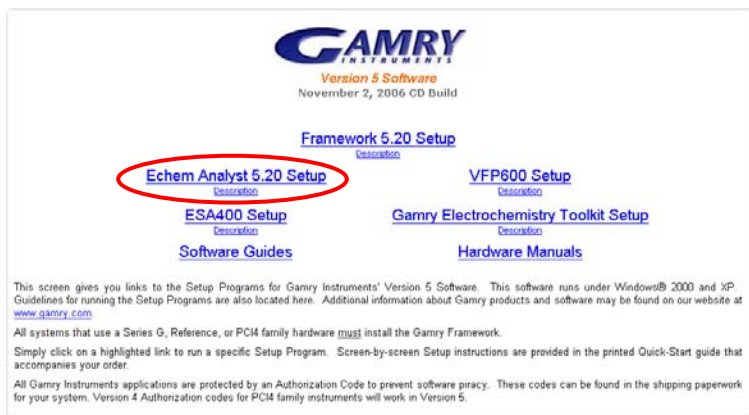 GAMRY
INSTRUMENTS
Version 5 Software
November 2, 2006 CD Build
Framework 5.20 Setup
Description
Echem Analyst 5.20 Setup
Description
VFP600 Setup
Description
ESA400 Setup
Description
Gamry Electrochemistry Toolkit Setup
Description
Software Guides
Hardware Manuals
This screen gives you links to the Setup Programs for Gamry Instruments' Version 5 Software. This software runs under Windows® 2000 and XP.
Guidelines for running the Setup Programs are also located here. Additional information about Gamry products and software may be found on our website at
www.gamry.com.
All systems that use a Series G, Reference, or PCI4 family hardware must install the Gamry Framework.
Simply click on a highlighted link to run a specific Setup Program. Screen-by-screen Setup instructions are provided in the printed Quick-Start guide that
accompanies your order.
All Gamry Instruments applications are protected by an Authorization Code to prevent software piracy. These codes can be found in the shipping paperwork
for your system. Version 4 Authorization codes for PCI4 family instruments will work in Version 5.